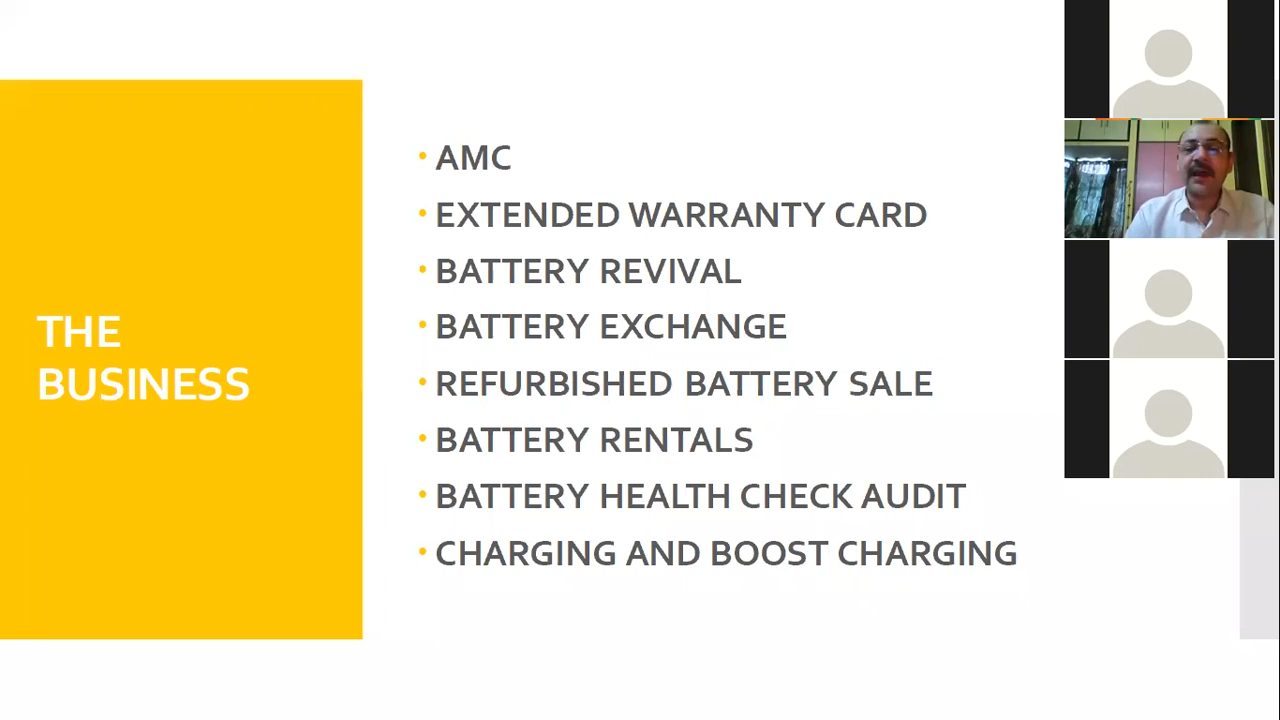 THE
BUSINESS
• AMC
• EXTENDED WARRANTY CARD
• BATTERY REVIVAL
• BATTERY EXCHANGE
• REFURBISHED BATTERY SALE
• BATTERY RENTALS
• BATTERY HEALTH CHECK AUDIT
• CHARGING AND BOOST CHARGING